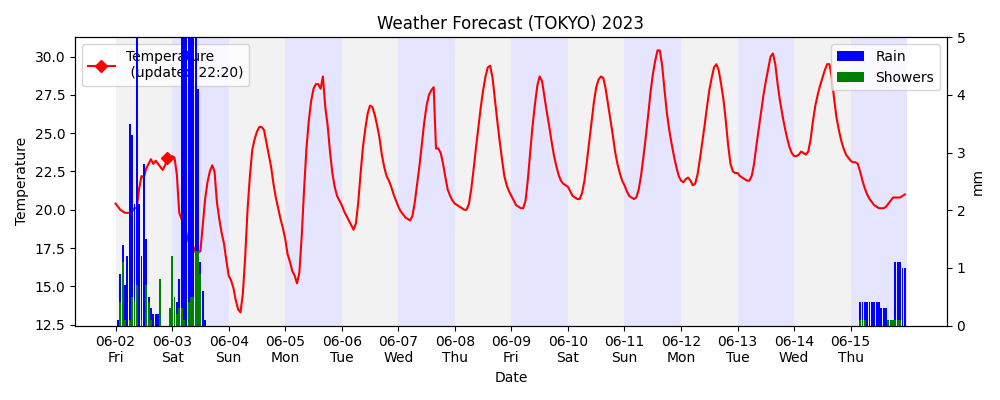 Weather Forecast (TOKYO) 2023
Temperature
(updated 22:20)
Rain
Showers
Temperature
30.0
27.5
25.0
22.5
20.0
17.5
15.0
12.5
5
4
3
2
1
0
mm
06-02 06-03 06-04 06-05 06-06 06-07 06-08 06-09 06-10 06-11 06-12 06-13 06-14 06-15
Fri Sat Sun Mon Tue Wed Thu Fri Sat Sun Mon Tue Wed Thu
Date